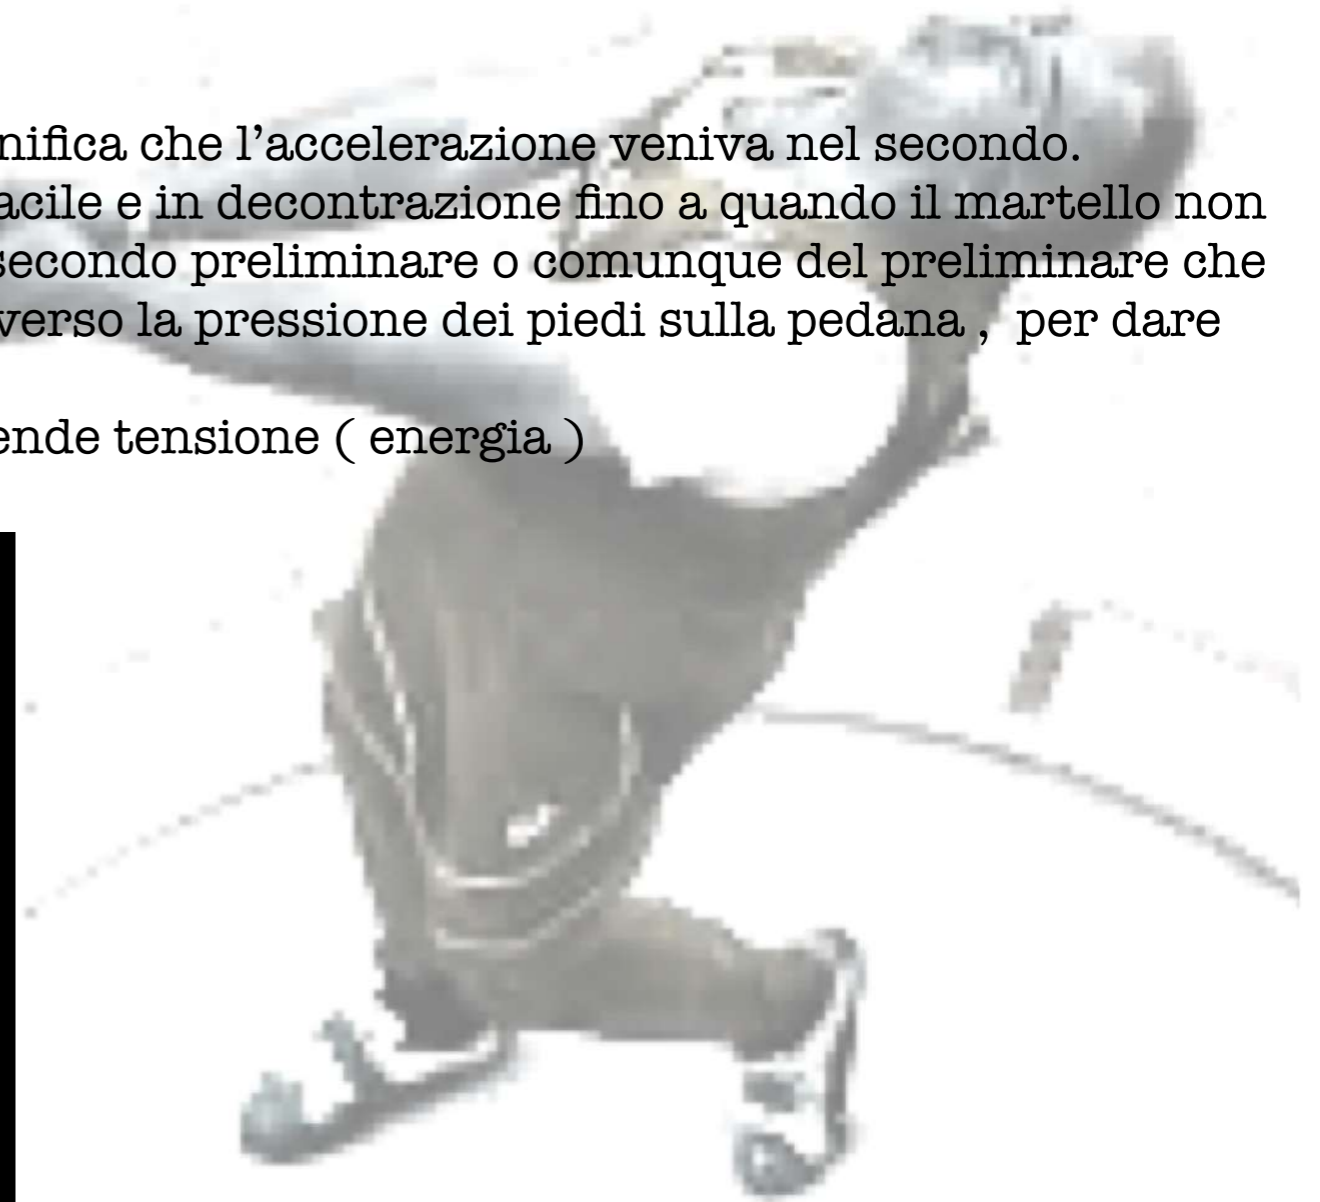 nifica che l’accelerazione veniva nel secondo.
acile e in decontrazione fino a quando il martello non
secondo preliminare o comunque del preliminare che
verso la pressione dei piedi sulla pedana ,  per dare
ende tensione ( energia )